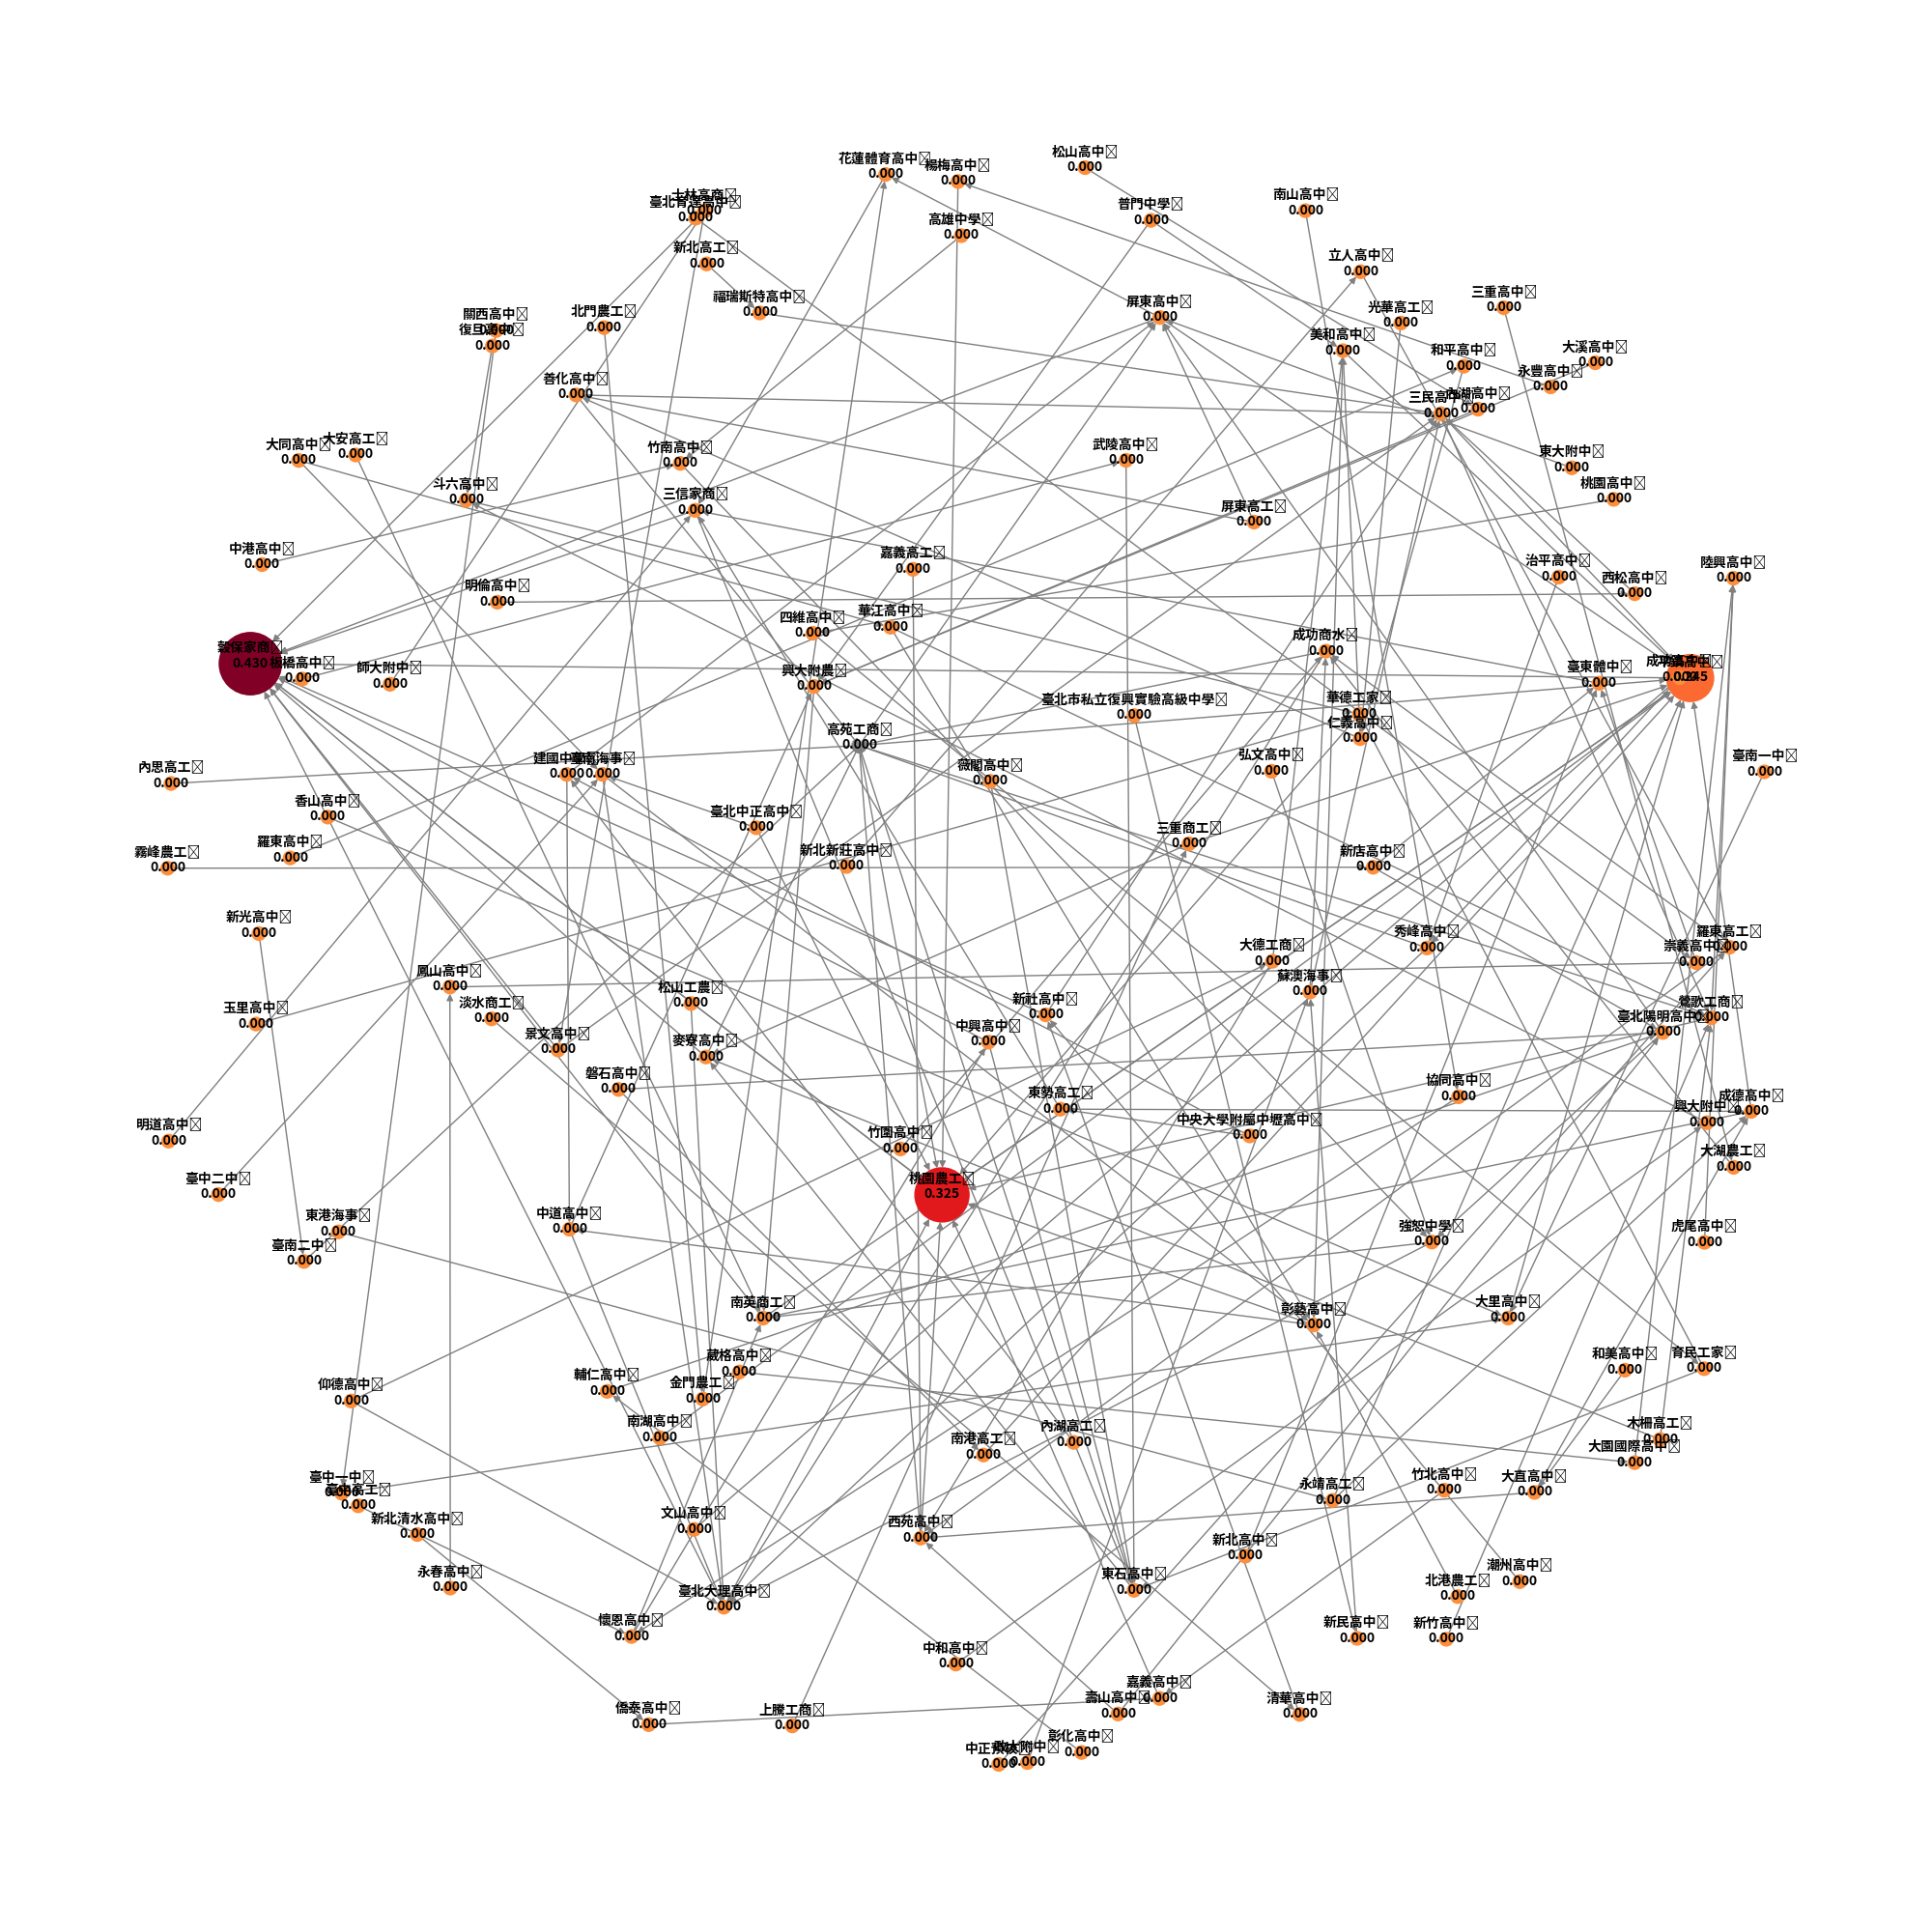 花蓮體育高中
0.000
楊梅高中
0.000
松山高中
0.000
士林高商
臺北育達高中
0.000
高雄中學
0.000
普門中學
0.000
南山高中
0.000
新北高工
0.000
立人高中
0.000
福瑞斯特高中
0.000
屏東高中
0.000
三重高中
0.000
光華高工
0.000
關西高中
復旦高中
0.000
北門農工
0.000
美和高中
0.000
和平高中
0.000
大溪高中
0.000
永豐高中
0.000
善化高中
0.000
三民高中
0.000
內湖高中
0.000
大同高中
0.000
大安高工
0.000
竹南高中
0.000
武陵高中
0.000
東大附中
0.000
斗六高中
0.000
三信家商
0.000
桃園高中
0.000
屏東高工
0.000
中港高中
0.000
嘉義高工
0.000
治平高中
0.000
陸興高中
0.000
明倫高中
0.000
西松高中
0.000
四維高中
0.000
華江高中
0.000
成功商水
0.000
穀保家商
0.430
板橋高中
0.000
師大附中
0.000
興大附農
0.000
臺東體中
0.000
臺北市私立復興實驗高級中學
0.000
華德工家
0.000
仁義高中
0.000
高苑工商
0.000
內思高工
0.000
建國中學
0.000
0.000
薇閣高中
0.000
弘文高中
0.000
臺南一中
0.000
香山高中
0.000
臺北中正高中
0.000
羅東高中
0.000
霧峰農工
0.000
新北新莊高中
0.000
三重商工
0.000
新店高中
0.000
新光高中
0.000
大德工商
0.000
秀峰高中
0.000
羅東高工
0.000
崇義高中
0.000
鳳山高中
0.000
蘇澳海事
0.000
玉里高中
0.000
淡水商工
0.000
松山工農
0.000
新社高中
0.000
鶯歌工商
0.000
臺北陽明高中
0.000
景文高中
0.000
麥寮高中
0.000
中興高中
0.000
磐石高中
0.000
東勢高工
0.000
協同高中
0.000
成德高中
0.000
興大附中
0.000
明道高中
0.000
竹圍高中
0.000
中央大學附屬中壢高中
0.000
大湖農工
0.000
臺中二中
0.000
桃園農工
0.325
東港海事
0.000
臺南二中
0.000
中道高中
0.000
強恕中學
0.000
虎尾高中
0.000
南英商工
0.000
彰藝高中
0.000
大里高中
0.000
葳格高中
0.000
和美高中
0.000
育民工家
0.000
仰德高中
0.000
輔仁高中
0.000
金門農工
0.000
南湖高中
0.000
南港高工
0.000
內湖高工
0.000
木柵高工
0.000
大園國際高中
0.000
臺中一中
0.000
永靖高工
0.000
竹北高中
0.000
大直高中
0.000
新北清水高中
0.000
文山高中
0.000
西苑高中
0.000
新北高中
0.000
永春高中
0.000
臺北大理高中
0.000
東石高中
0.000
北港農工
0.000
潮州高中
0.000
懷恩高中
0.000
新民高中
0.000
新竹高中
0.000
中和高中
0.000
僑泰高中
0.000
上騰工商
0.000
嘉義高中
0.000
壽山高中
0.000
清華高中
0.000
彰化高中
0.000
中正預校
0.000
政大附中
0.000